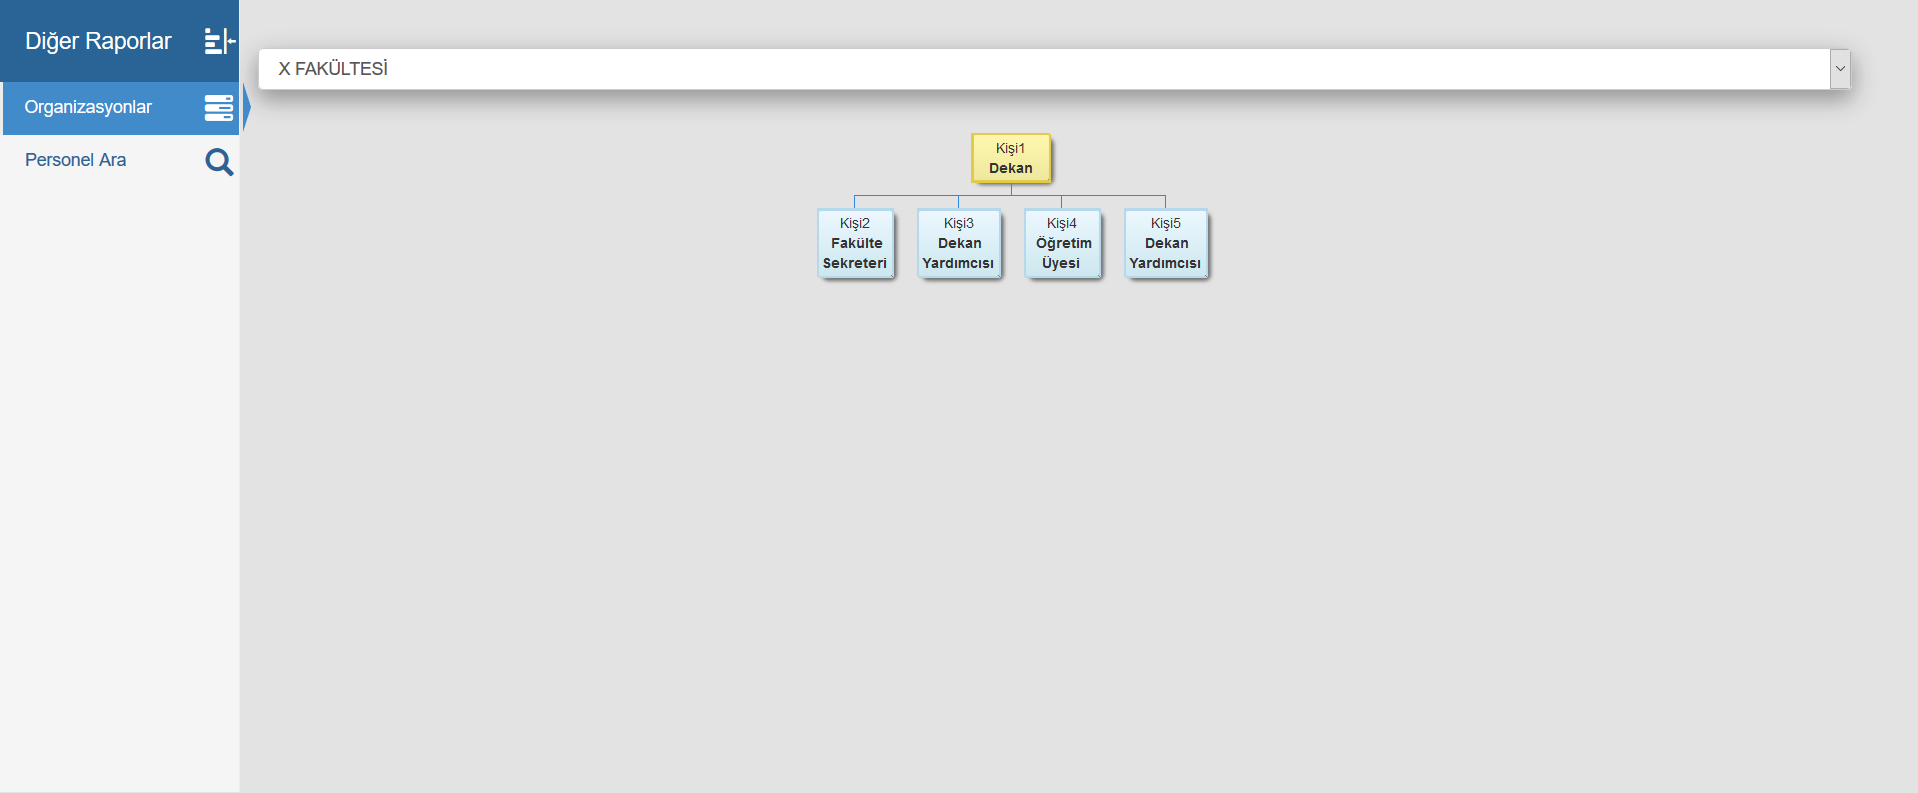 Diğer Raporlar
Organizasyonlar
Personel Ara
X FAKÜLTESİ
Kişi1
Dekan
Kişi2
Fakülte
Sekreteri
Kişi3
Dekan
Yardımcısı
Kişi4
Öğretim
Üyesi
Kişi5
Dekan
Yardımcısı